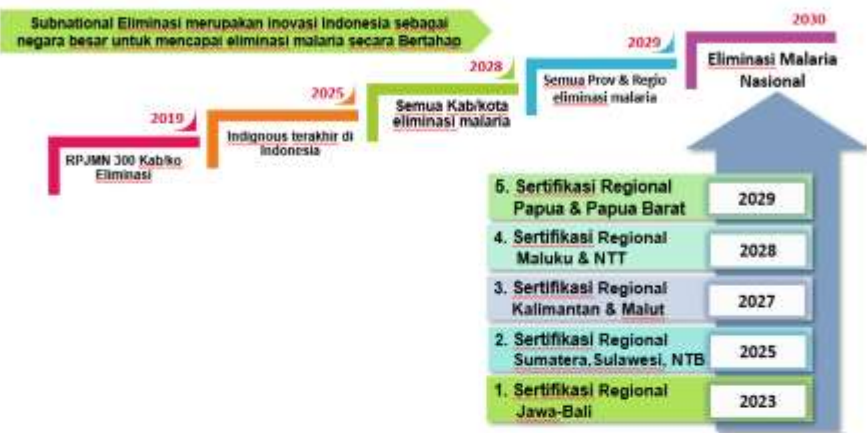 Subnational Eliminasi merupakan inovasi Indonesia sebagai
negara besar untuk mencapai eliminasi malaria secara Bertahap
2019
RPJMN 300 Kab/ko
Eliminasi
2025
Indignous terakhir di
Indonesia
2028
Semua Kab/kota
eliminasi malaria
2029
Semua Prov & Regio
eliminasi malaria
2030
Eliminasi Malaria
Nasional
5. Sertifikasi Regional
Papua & Papua Barat
2029
4. Sertifikasi Regional
Maluku & NTT
2028
3. Sertifikasi Regional
Kalimantan & Malut
2027
2. Sertifikasi Regional
Sumatera, Sulawesi, NTB
2025
1. Sertifikasi Regional
Jawa-Bali
2023